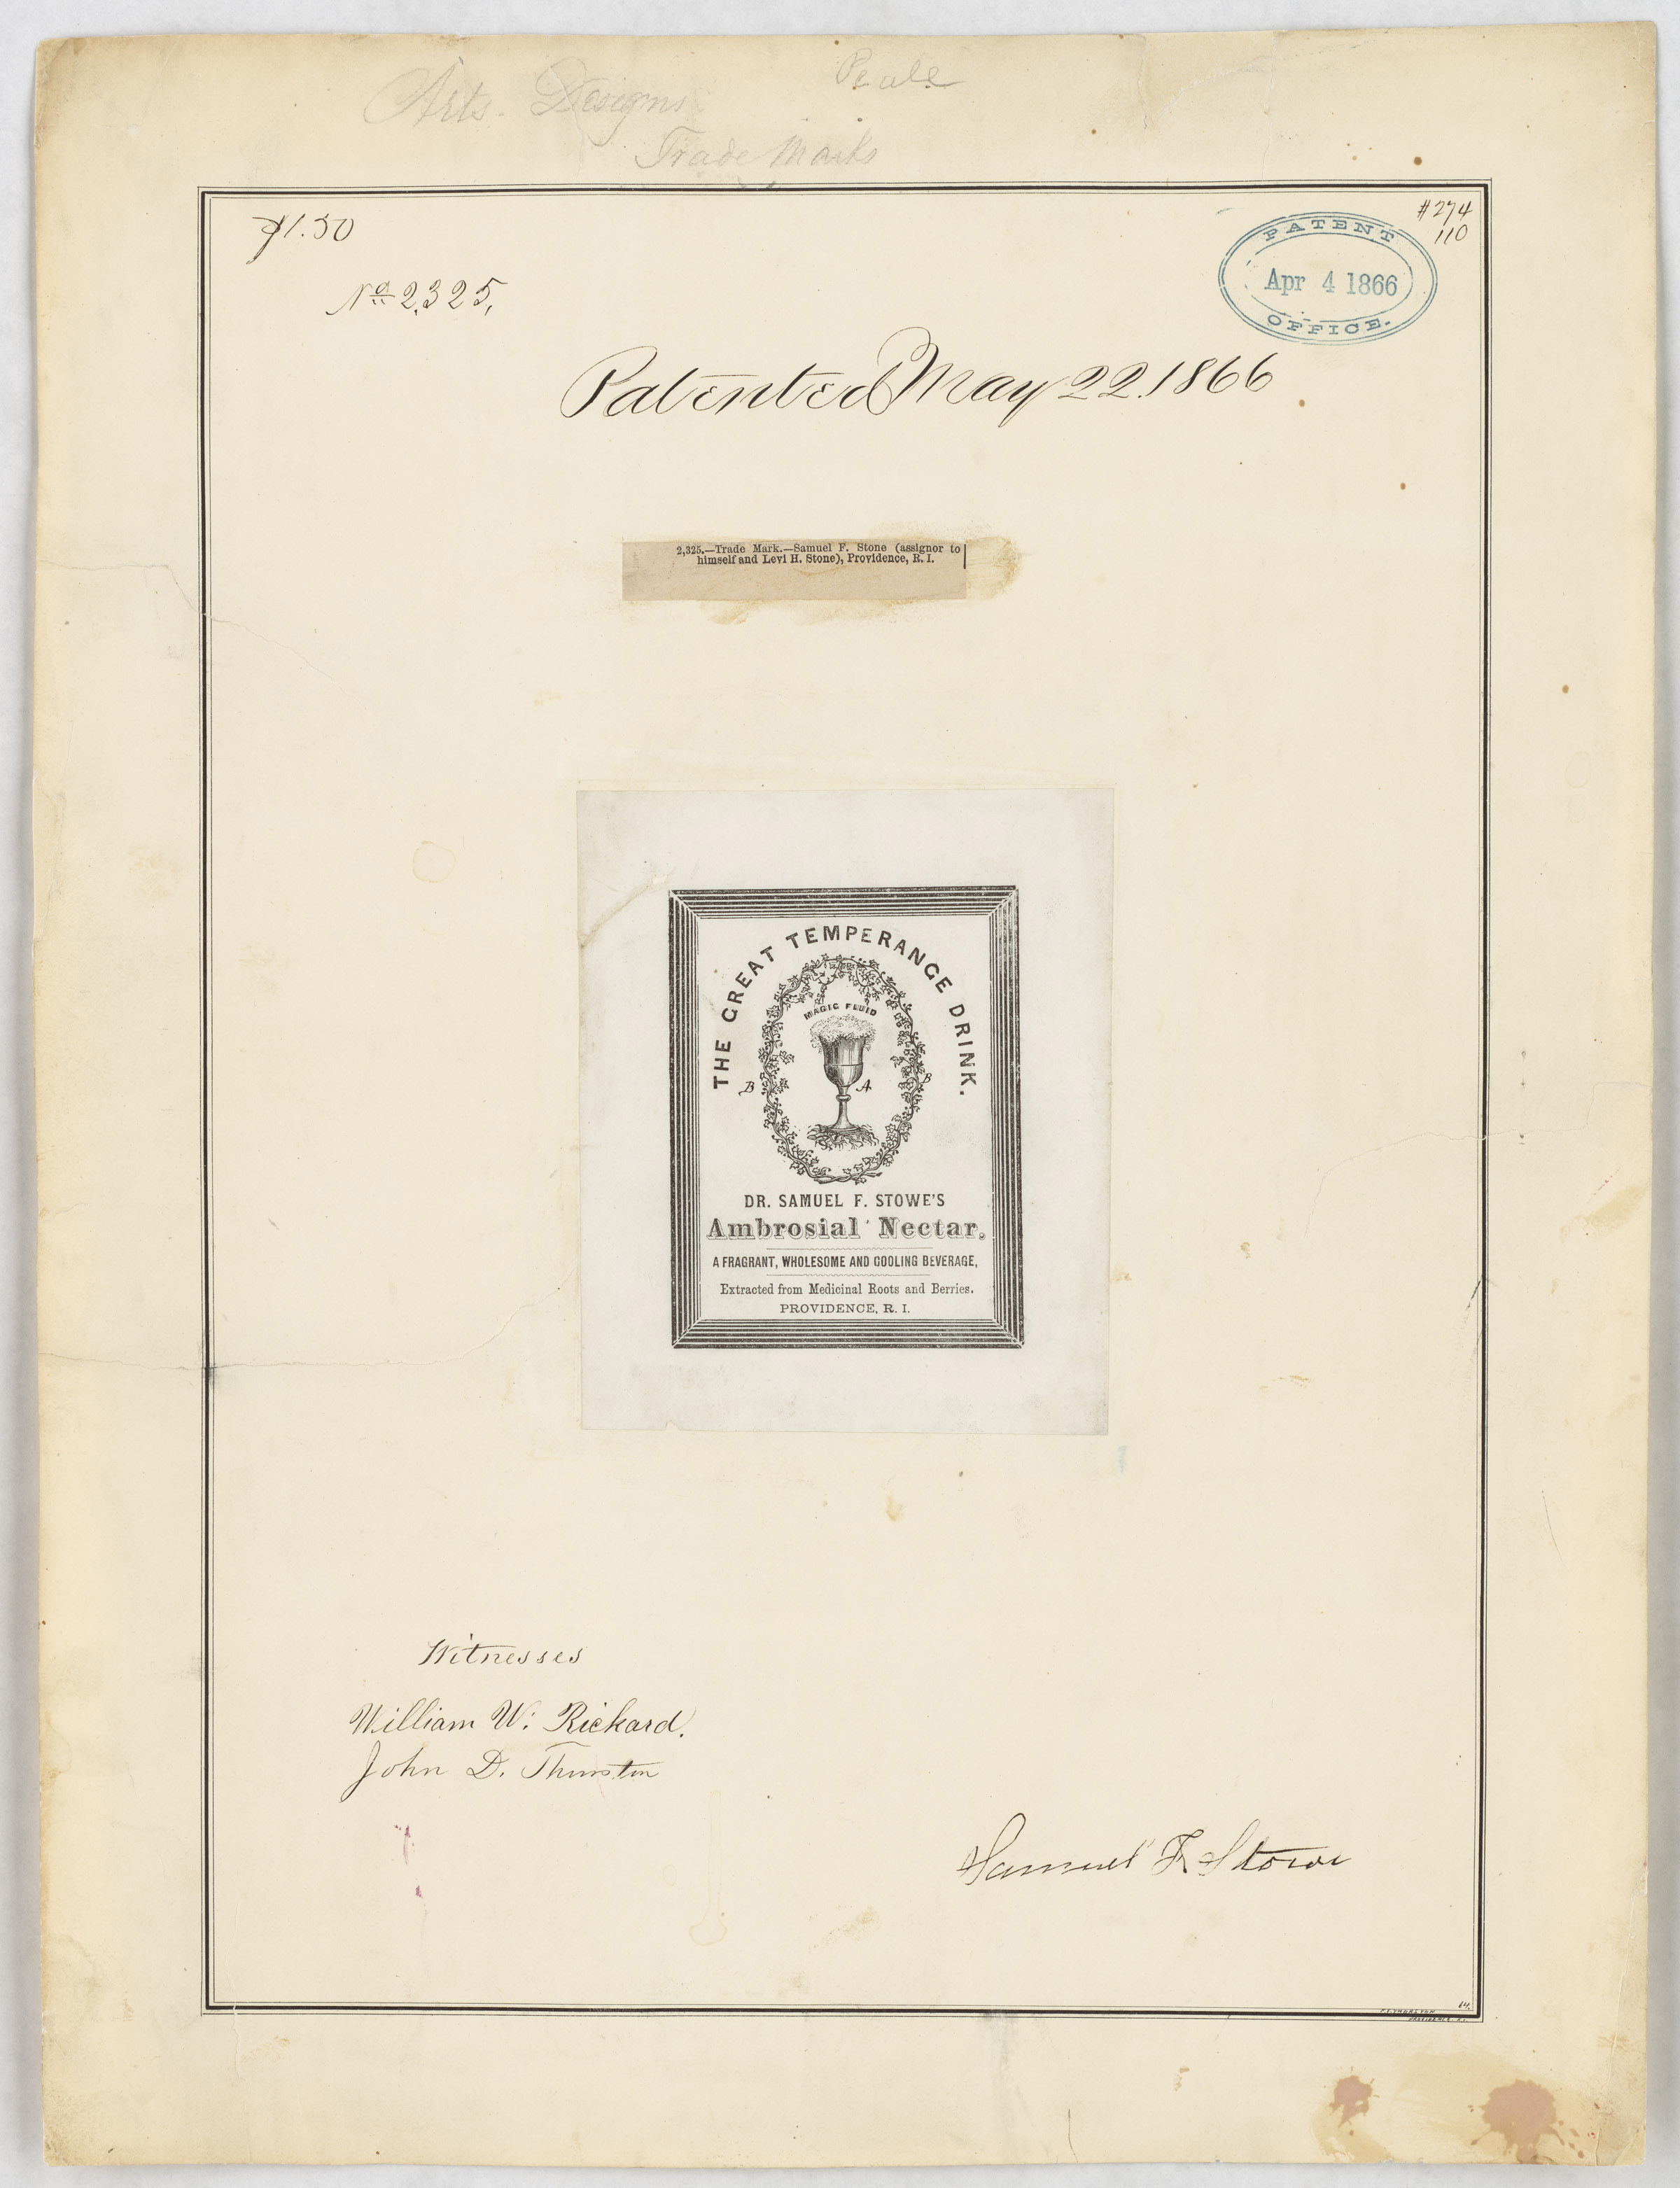 Peale
Arts. Designs.
Trade Marks
$1.50
#274
110
No 2,325,
PATENT
Apr 4 1866
OFFICE.
Patented May 22. 1866
2,325.—Trade Mark.—Samuel F. Stone (assignor to
himself and Levi H. Stone), Providence, R. I.
THE GREAT TEMPERANCE DRINK.
MAGIC FLUID
B A B
DR. SAMUEL F. STOWE'S
Ambrosial Nectar.
A FRAGRANT, WHOLESOME AND COOLING BEVERAGE,
Extracted from Medicinal Roots and Berries.
PROVIDENCE, R. I.
Witnesses
William W. Rickard.
John D. Thurston
Samuel F. Stowe